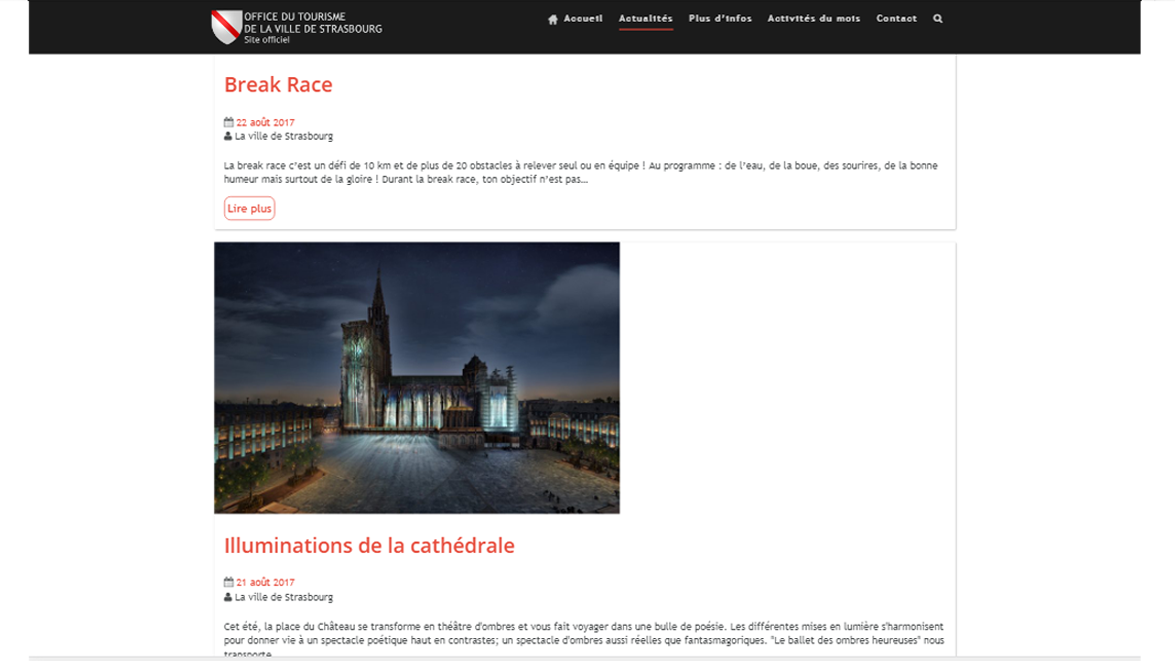 OFFICE DU TOURISME
DE LA VILLE DE STRASBOURG
Site officiel
Accueil Actualités Plus d'infos Activités du mois Contact
Break Race
22 août 2017
La ville de Strasbourg
La break race c'est un défi de 10 km et de plus de 20 obstacles à relever seul ou en équipe ! Au programme : de l'eau, de la boue, des sourires, de la bonne
humeur mais surtout de la gloire ! Durant la break race, ton objectif n'est pas...
Lire plus
Illuminations de la cathédrale
21 août 2017
La ville de Strasbourg
Cet été, la place du Château se transforme en théâtre d'ombres et vous fait voyager dans une bulle de poésie. Les différentes mises en lumière s'harmonisent
pour donner vie à un spectacle poétique haut en contrastes; un spectacle d'ombres aussi réelles que fantasmagoriques. "Le ballet des ombres heureuses" nous
transporte